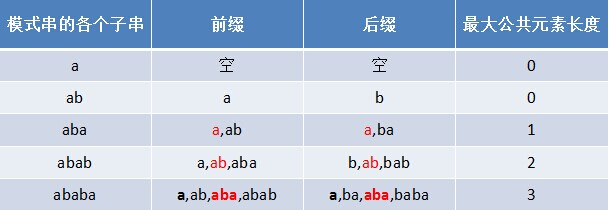 模式串的各个子串 前缀 后缀 最大公共元素长度
a 空 空 0
ab a b 0
aba a,ab a,ba 1
abab a,ab,aba b,ab,bab 2
ababa a,ab,aba,abab a,ba,aba,baba 3